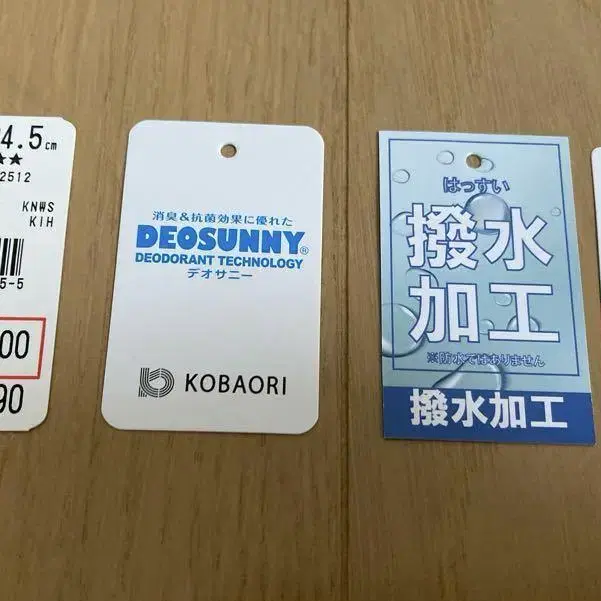 4.5cm
★★
2512
KNWS
KIH
5-5
00
90
消臭&抗菌効果に優れた
DEOSUNNY®
DEODORANT TECHNOLOGY
デオサニー
KOBAORI
はっすい
撥水
加工
※防水ではありません
撥水加工